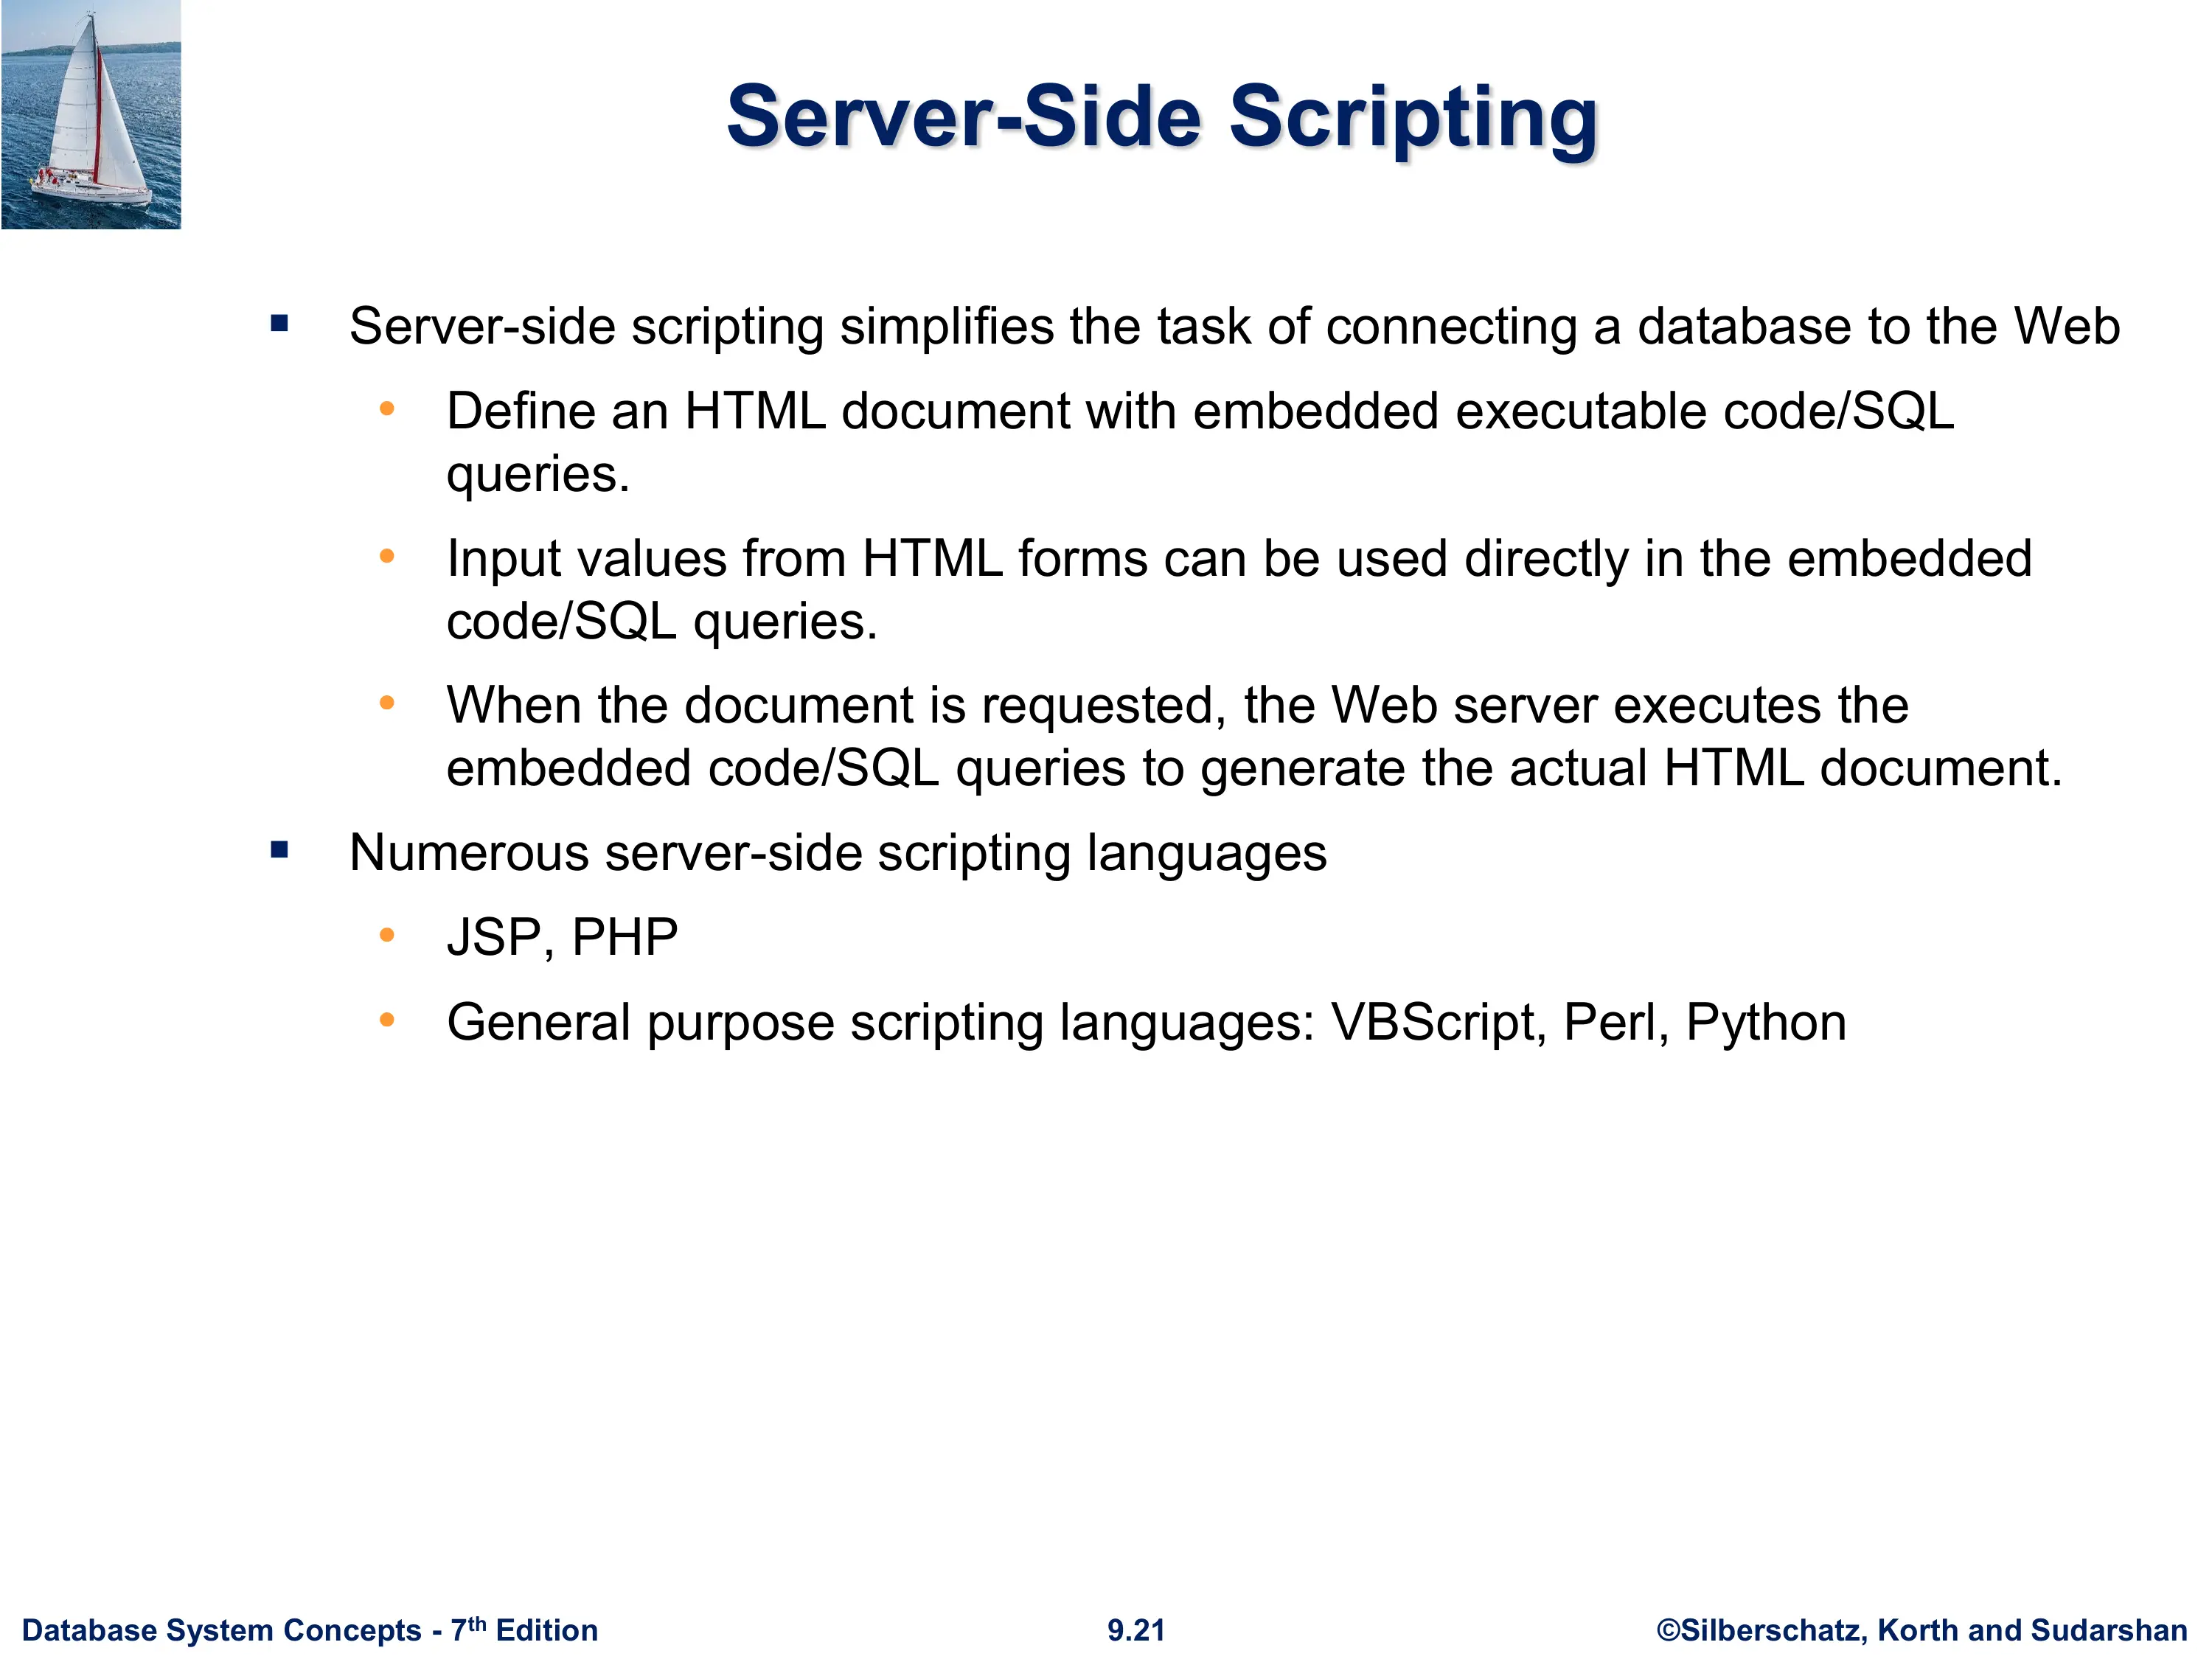 Server-Side Scripting
▪ Server-side scripting simplifies the task of connecting a database to the Web
• Define an HTML document with embedded executable code/SQL
queries.
• Input values from HTML forms can be used directly in the embedded
code/SQL queries.
• When the document is requested, the Web server executes the
embedded code/SQL queries to generate the actual HTML document.
▪ Numerous server-side scripting languages
• JSP, PHP
• General purpose scripting languages: VBScript, Perl, Python
Database System Concepts - 7th Edition
9.21
©Silberschatz, Korth and Sudarshan